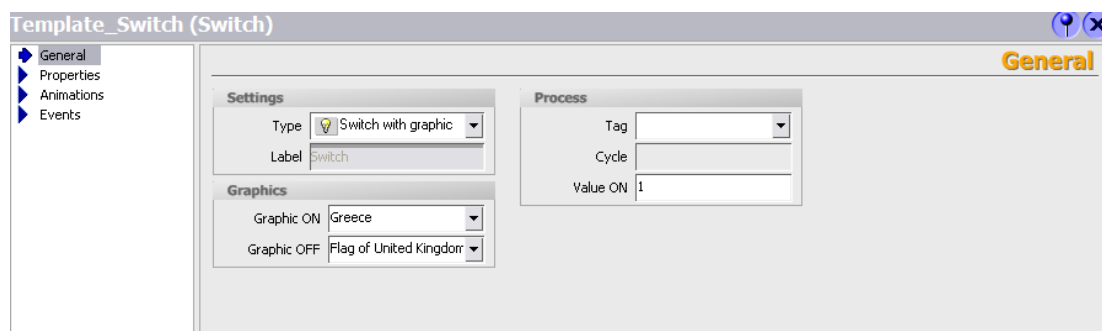 Template_Switch (Switch)
General
Properties
Animations
Events
General
Settings
Type Switch with graphic
Label Switch
Graphics
Graphic ON Greece
Graphic OFF Flag of United Kingdom
Process
Tag
Cycle
Value ON 1